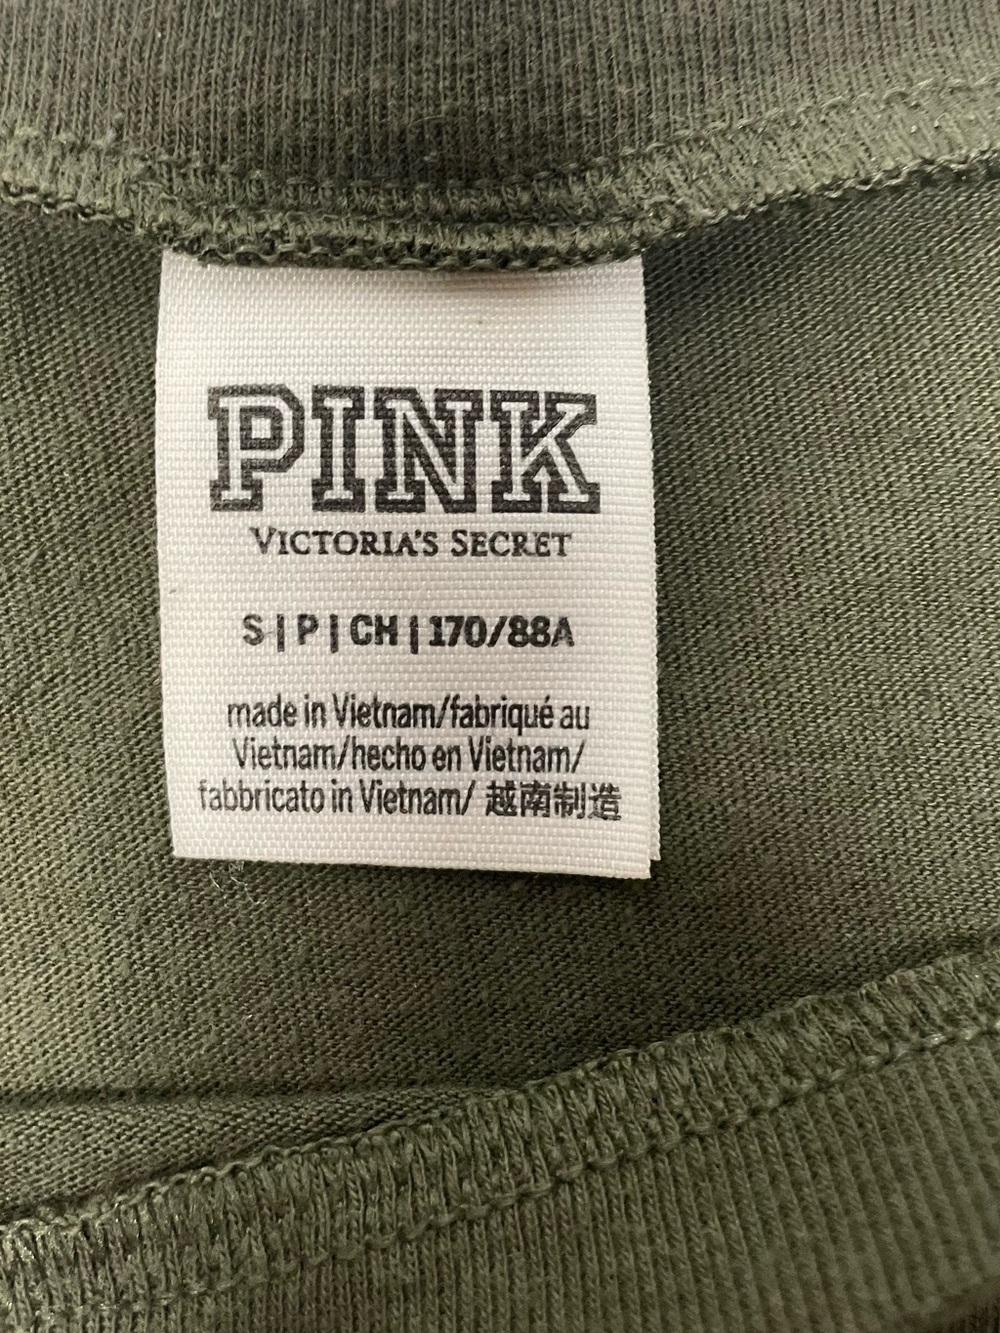 PINK
VICTORIA'S SECRET
S | P | CH | 170/88A
made in Vietnam/fabriqué au
Vietnam/hecho en Vietnam/
fabbricato in Vietnam/ 越南制造